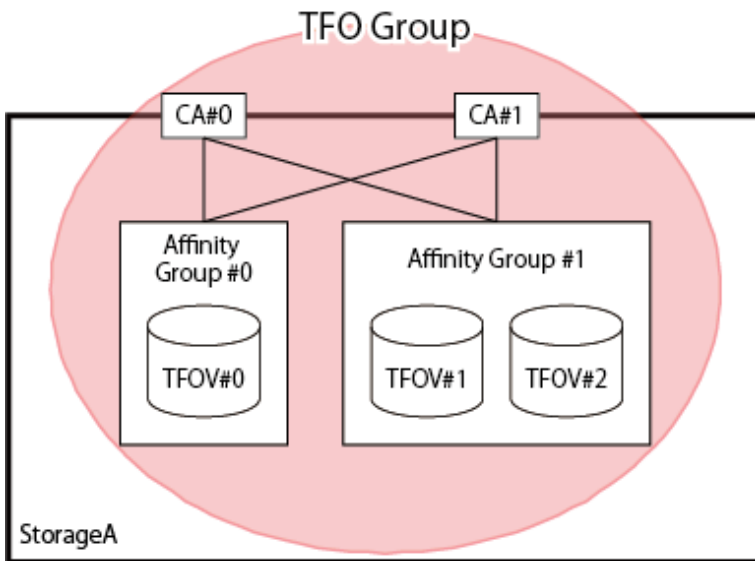 TFO Group
CA#0
CA#1
Affinity
Group #0
Affinity Group #1
TFOV#0
TFOV#1
TFOV#2
StorageA